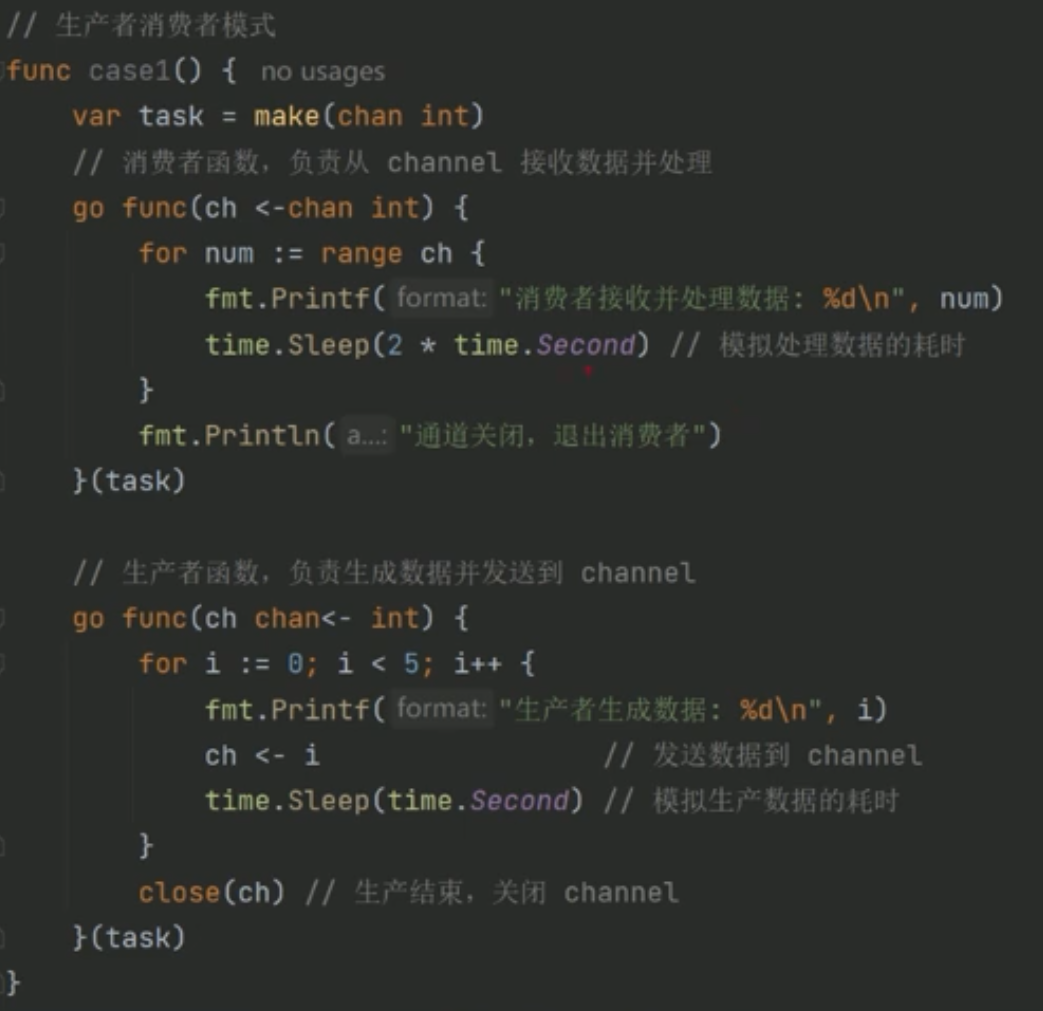 // 生产者消费者模式
func case1() { no usages
    var task = make(chan int)
    // 消费者函数，负责从 channel 接收数据并处理
    go func(ch <-chan int) {
        for num := range ch {
            fmt.Printf( format: "消费者接收并处理数据: %d\n", num)
            time.Sleep(2 * time.Second) // 模拟处理数据的耗时
        }
        fmt.Println( a...: "通道关闭，退出消费者")
    }(task)

    // 生产者函数，负责生成数据并发送到 channel
    go func(ch chan<- int) {
        for i := 0; i < 5; i++ {
            fmt.Printf( format: "生产者生成数据: %d\n", i)
            ch <- i                 // 发送数据到 channel
            time.Sleep(time.Second) // 模拟生产数据的耗时
        }
        close(ch) // 生产结束，关闭 channel
    }(task)
}